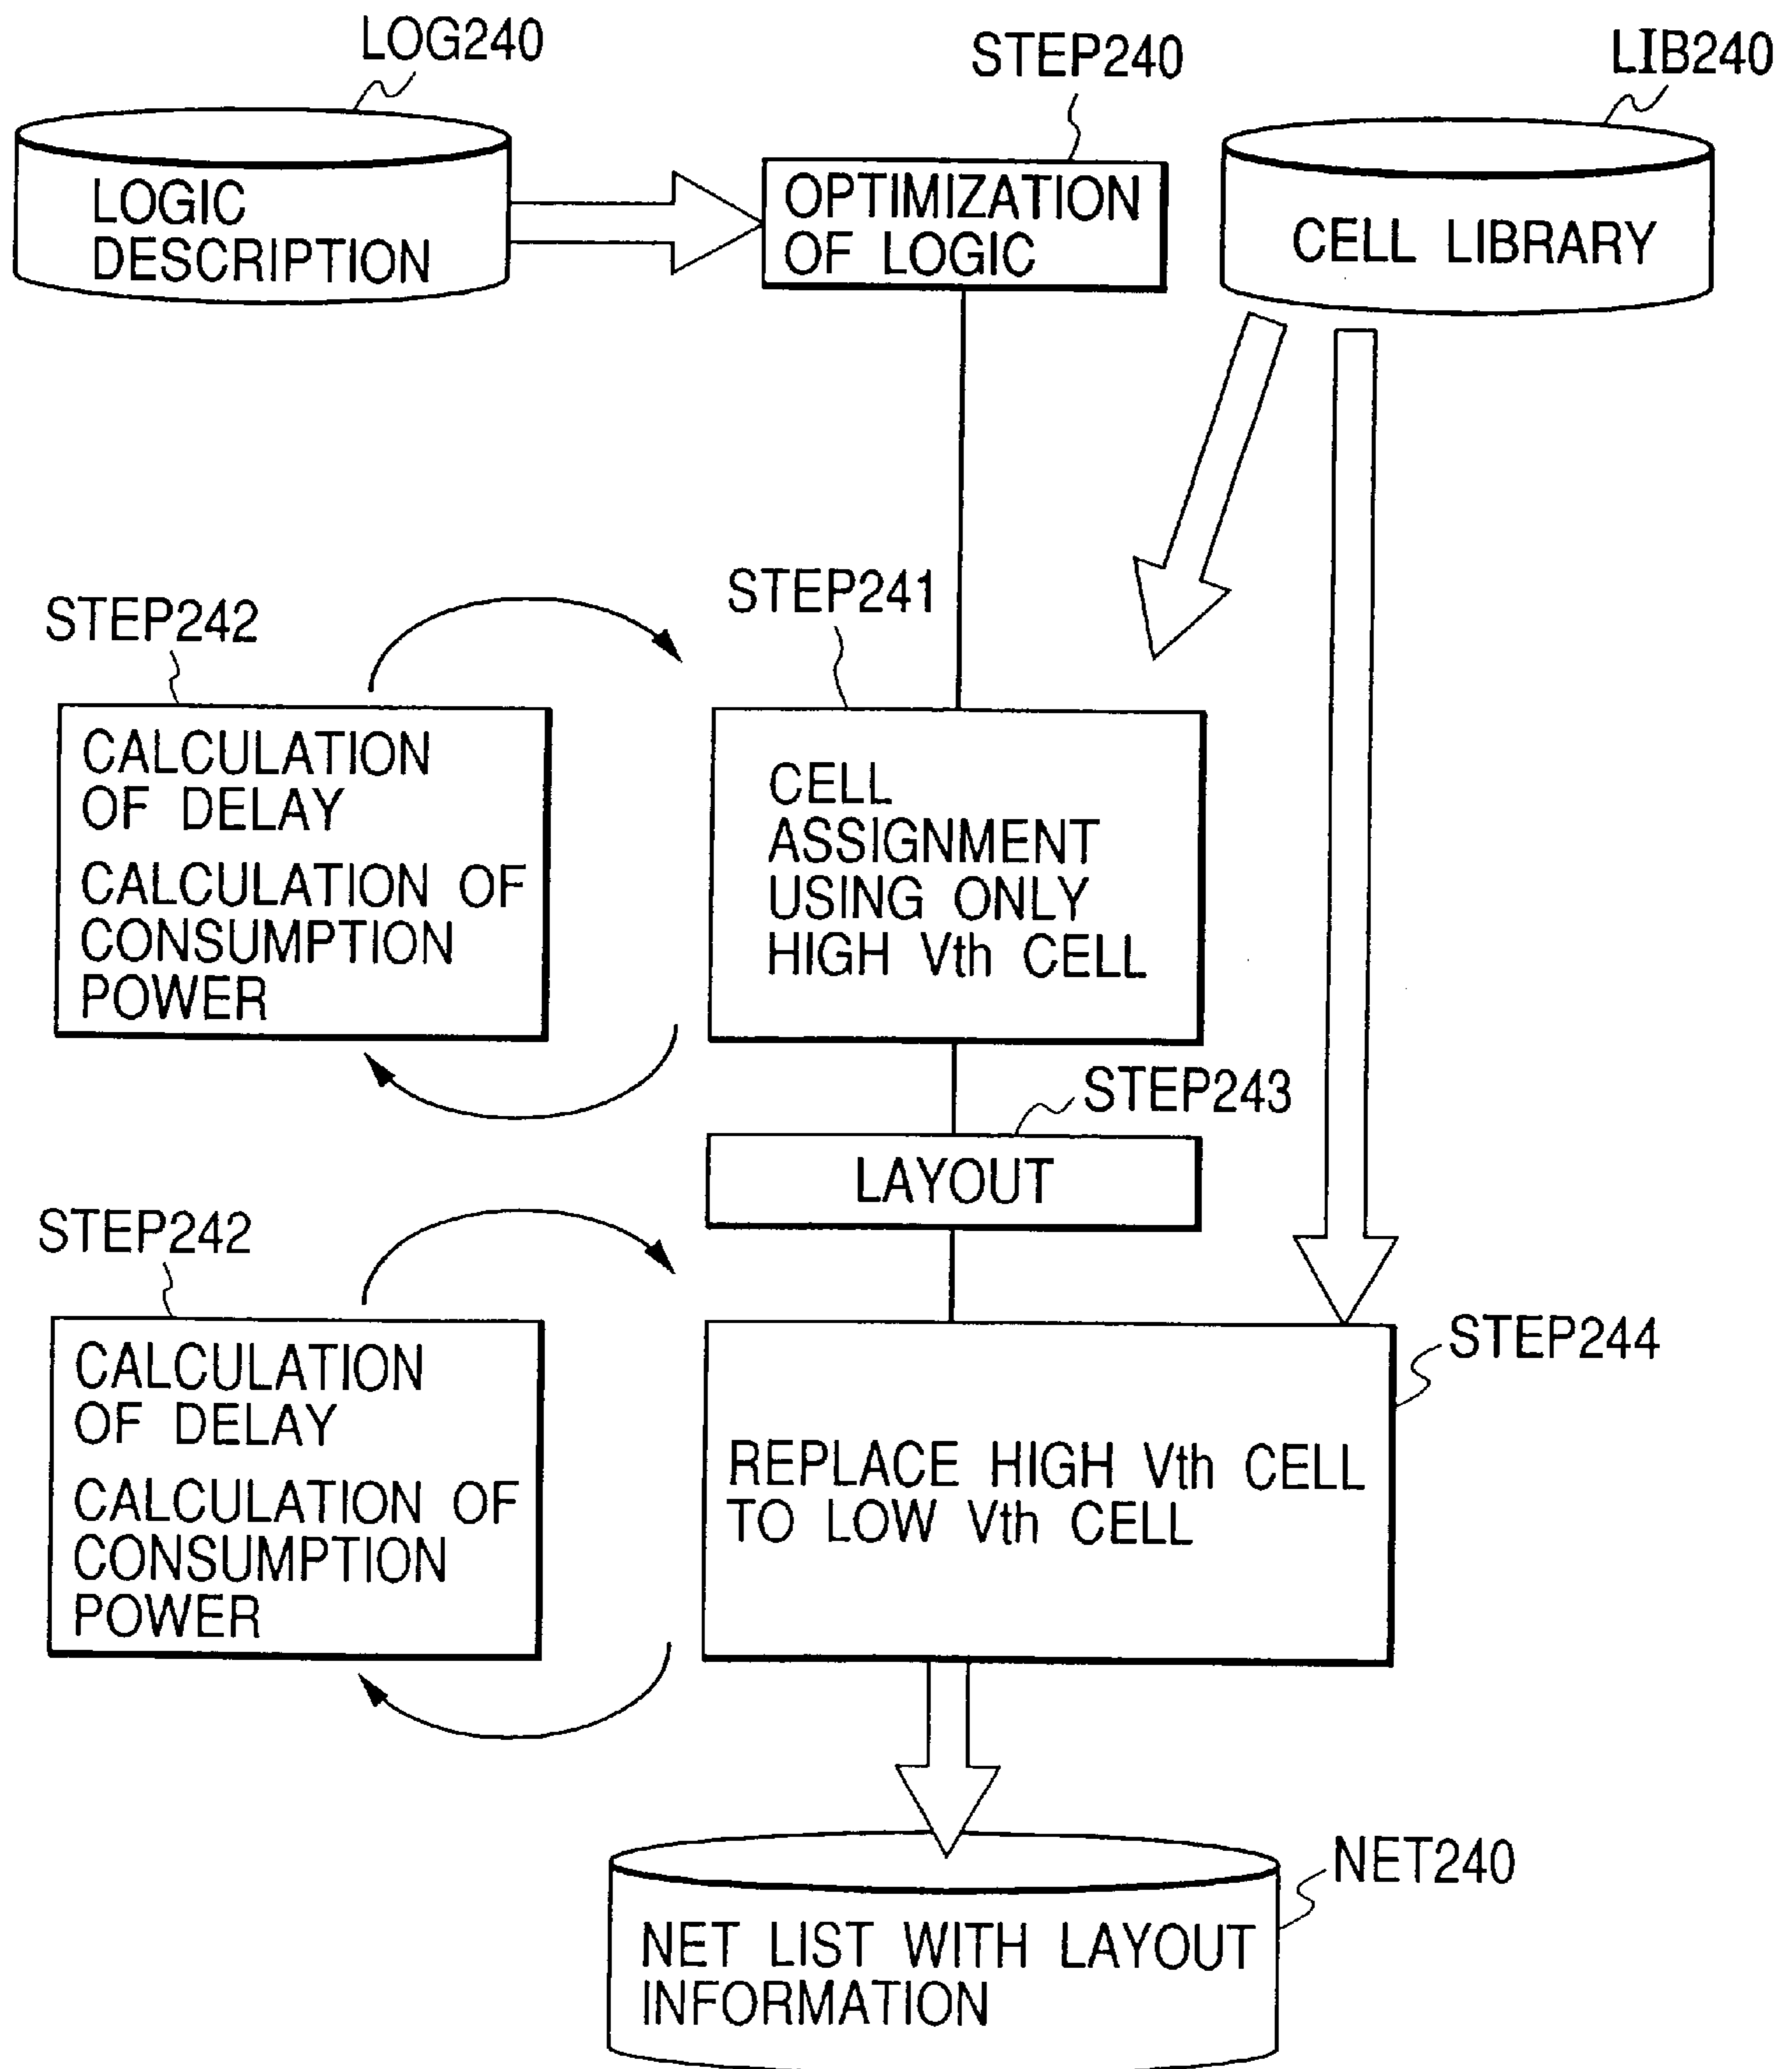 LOG240
STEP240
LIB240
LOGIC
DESCRIPTION
OPTIMIZATION
OF LOGIC
CELL LIBRARY
STEP242
STEP241
CALCULATION
OF DELAY
CALCULATION OF
CONSUMPTION
POWER
CELL
ASSIGNMENT
USING ONLY
HIGH Vth CELL
STEP243
LAYOUT
STEP242
STEP244
CALCULATION
OF DELAY
CALCULATION OF
CONSUMPTION
POWER
REPLACE HIGH Vth CELL
TO LOW Vth CELL
NET240
NET LIST WITH LAYOUT
INFORMATION